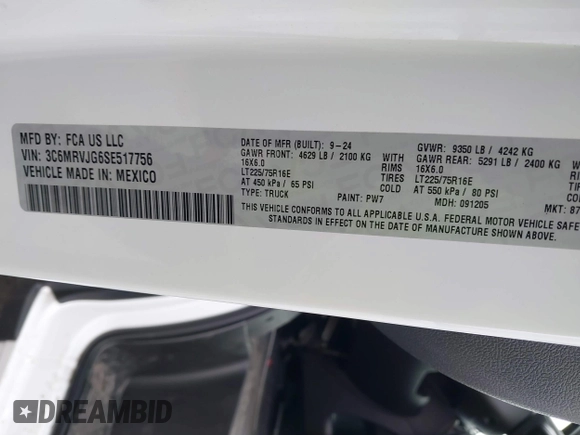 MFD BY: FCA US LLC
VIN: 3C6MRVJG6SE517756
VEHICLE MADE IN: MEXICO
DATE OF MFR (BUILT): 9-24 GVWR: 9350 LB / 4242 KG
GAWR FRONT: 4629 LB / 2100 KG WITH GAWR REAR: 5291 LB / 2400 KG
16X6.0 RIMS 16X6.0
LT225/75R16E TIRES LT225/75R16E
AT 450 kPa / 65 PSI COLD AT 550 kPa / 80 PSI
TYPE: TRUCK PAINT: PW7 MDH: 091205 MKT: 87
THIS VEHICLE CONFORMS TO ALL APPLICABLE U.S.A. FEDERAL MOTOR VEHICLE SAFE
STANDARDS IN EFFECT ON THE DATE OF MANUFACTURE SHOWN ABOVE.
DREAMBID